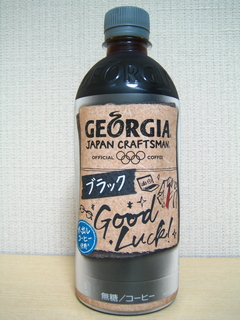 GEORGIA
JAPAN CRAFTSMAN
OFFICIAL COFFEE
ブラック
Good
Luck!
無糖/コーヒー